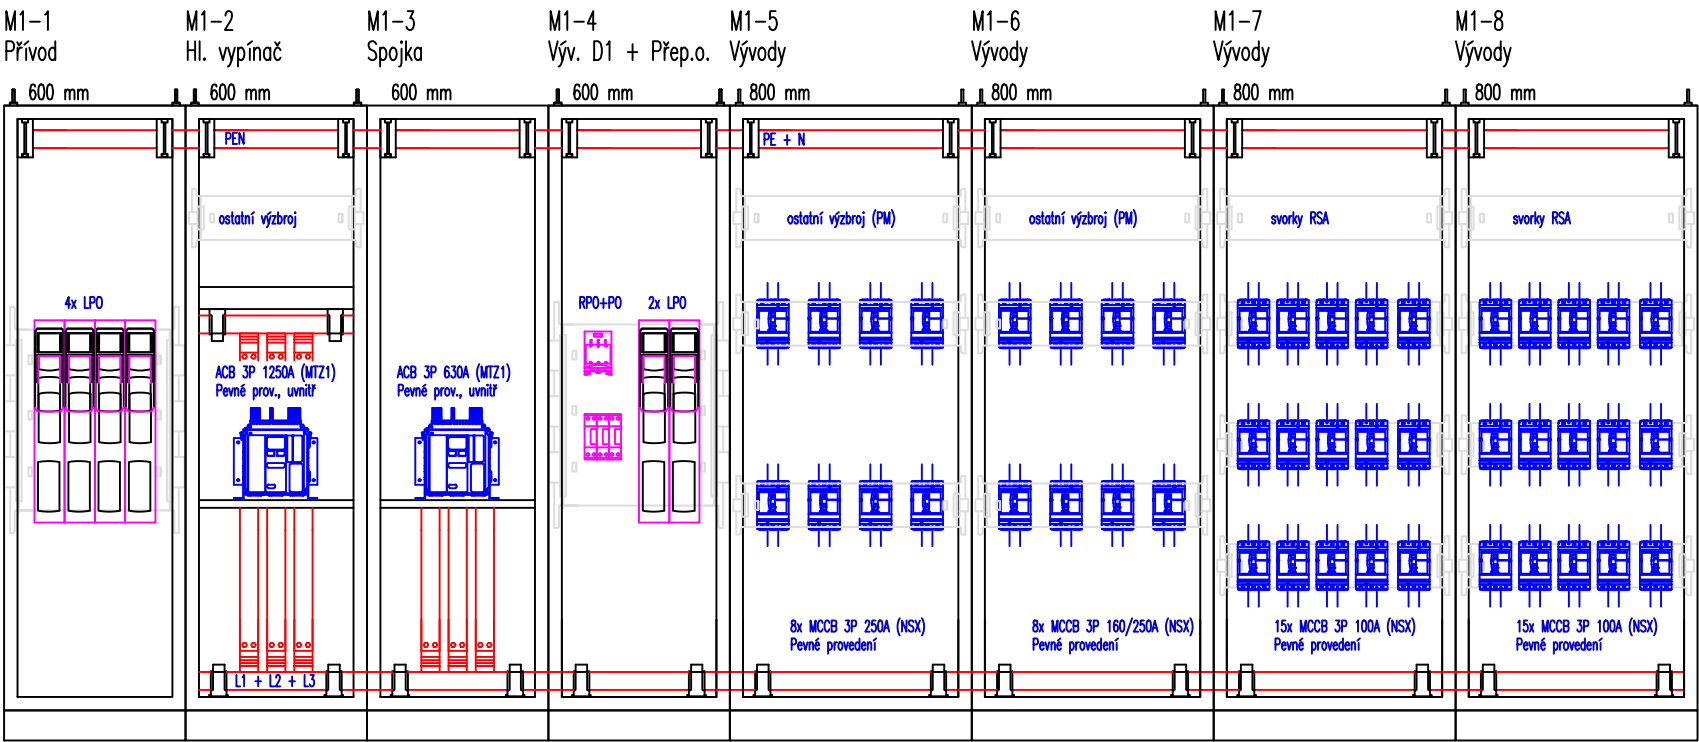 M1-1
Přívod
M1-2
Hl. vypínač
M1-3
Spojka
M1-4
Výv. D1 + Přep.o.
M1-5
Vývody
M1-6
Vývody
M1-7
Vývody
M1-8
Vývody
600 mm
600 mm
600 mm
600 mm
800 mm
800 mm
800 mm
800 mm
PEN
PE + N
ostatní výzbroj
ostatní výzbroj (PM)
ostatní výzbroj (PM)
svorky RSA
svorky RSA
4x LPO
RPO+PO
2x LPO
ACB 3P 1250A (MTZ1)
Pevné prov., uvnitř
ACB 3P 630A (MTZ1)
Pevné prov., uvnitř
8x MCCB 3P 250A (NSX)
Pevné provedení
8x MCCB 3P 160/250A (NSX)
Pevné provedení
15x MCCB 3P 100A (NSX)
Pevné provedení
15x MCCB 3P 100A (NSX)
Pevné provedení
L1 + L2 + L3